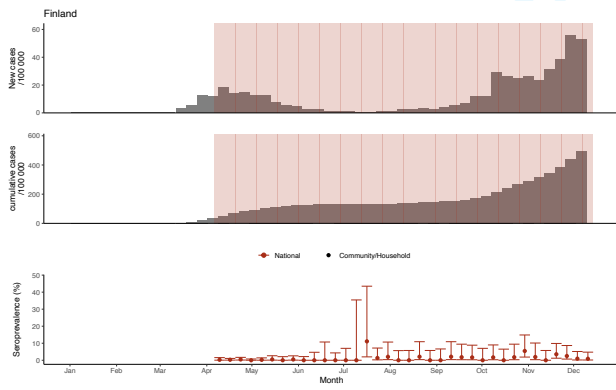 Finland
New cases
/100 000
60
40
20
0
cumulative cases
/100 000
600
400
200
0
National
Community/Household
Seroprevalence (%)
50
40
30
20
10
0
Jan Feb Mar Apr May Jun Jul Aug Sep Oct Nov Dec
Month